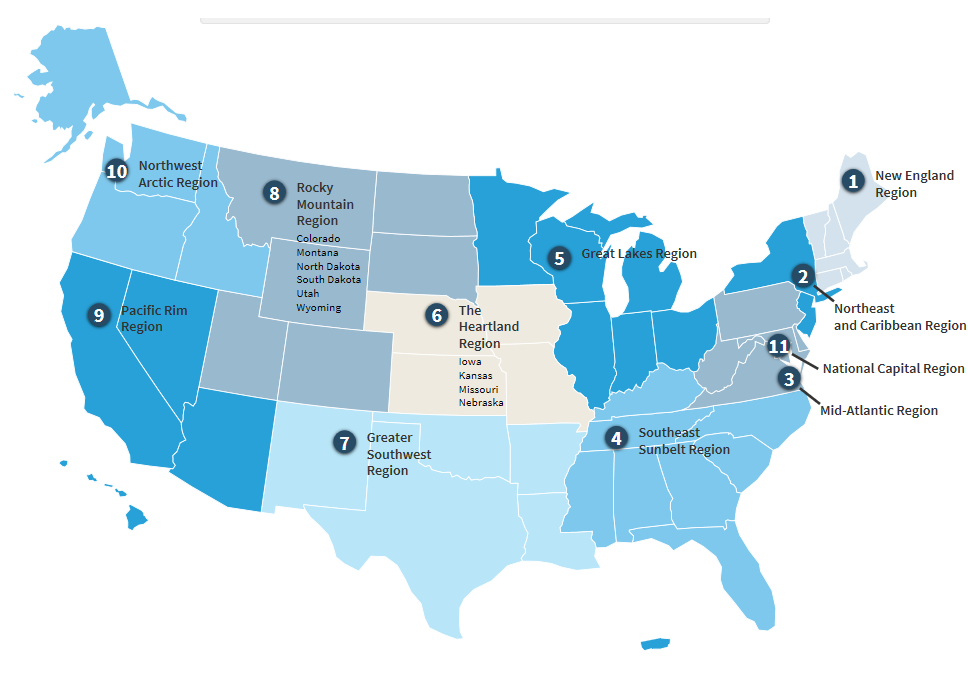 1
New England
Region
10
Northwest
Arctic Region
8
Rocky
Mountain
Region
Colorado
Montana
North Dakota
South Dakota
Utah
Wyoming
5
Great Lakes Region
2
Northeast
and Caribbean Region
9
Pacific Rim
Region
6
The
Heartland
Region
Iowa
Kansas
Missouri
Nebraska
11
National Capital Region
3
Mid-Atlantic Region
7
Greater
Southwest
Region
4
Southeast
Sunbelt Region